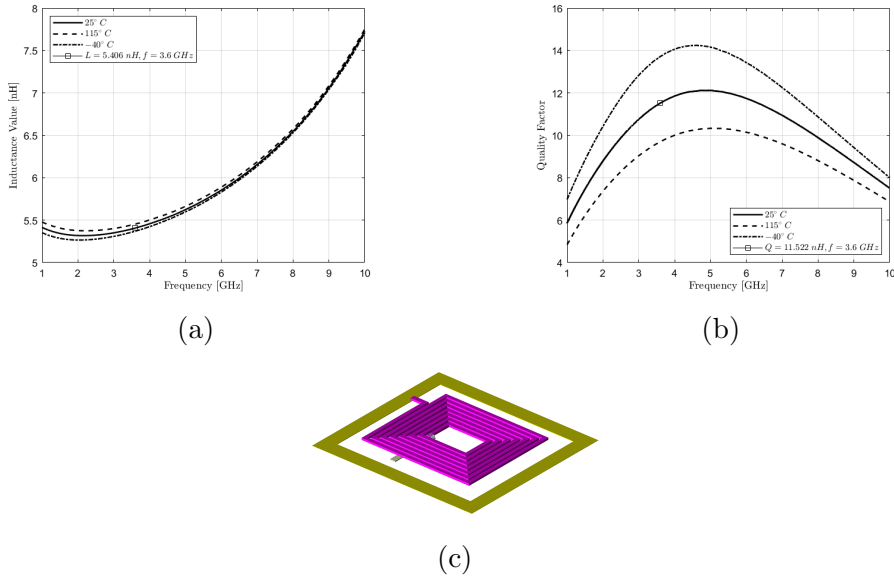 8
7.5
7
6.5
6
5.5
5
Inductance Value [nH]
25° C
115° C
−40° C
L = 5.406 nH, f = 3.6 GHz
1 2 3 4 5 6 7 8 9 10
Frequency [GHz]
(a)
16
14
12
10
8
6
4
Quality Factor
25° C
115° C
−40° C
Q = 11.522 nH, f = 3.6 GHz
1 2 3 4 5 6 7 8 9 10
Frequency [GHz]
(b)
(c)